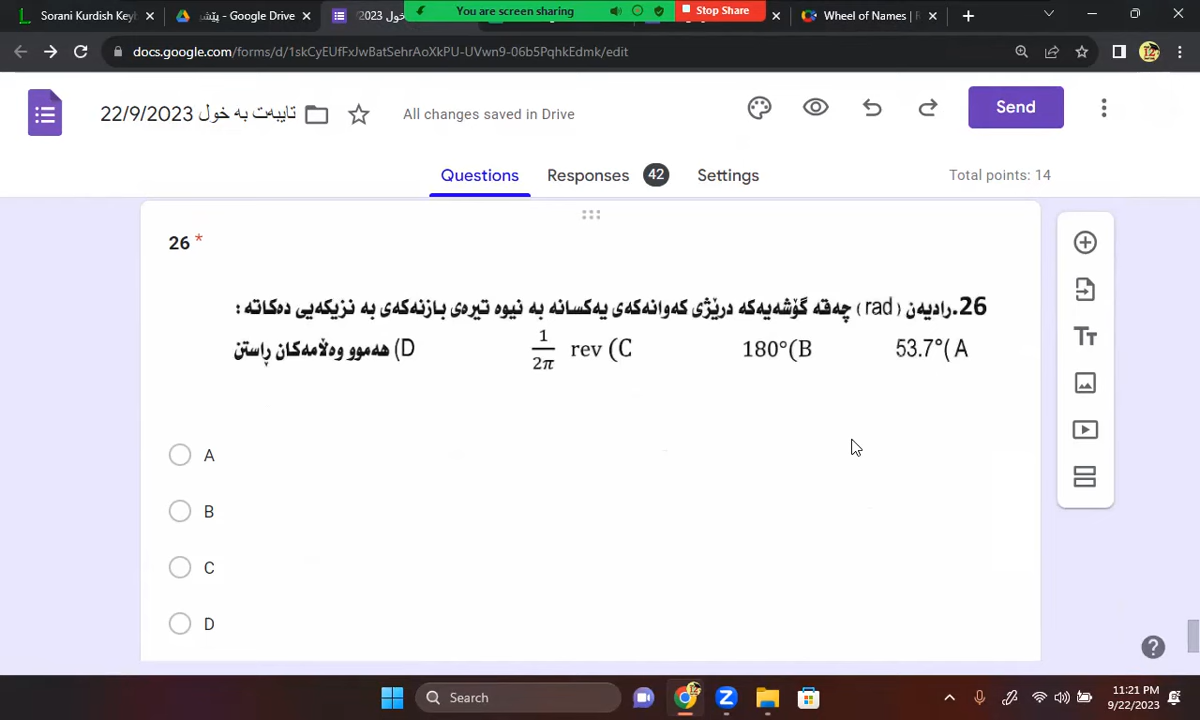 Sorani Kurdish Key
- Google Drive
2023/
You are screen sharing
Stop Share
Wheel of Names |
docs.google.com/forms/d/1skCyEUfFxJwBatSehrAoXkPU-UVwn9-06b5PqhkEdmk/edit
تایبەت بە خول 22/9/2023
All changes saved in Drive
Send
Questions
Responses 42
Settings
Total points: 14
26 *
26.رادیەن (rad) چەقە گۆشەیەکە درێژی کەوانەکەی یەکسانە بە نیوە تیرەی بازنەکەی بە نزیکەیی دەکاتە :
A) 53.7° B) 180° C) 1/2π rev D) هەموو وەڵامەکان ڕاستن
A
B
C
D
Search
11:21 PM
9/22/2023